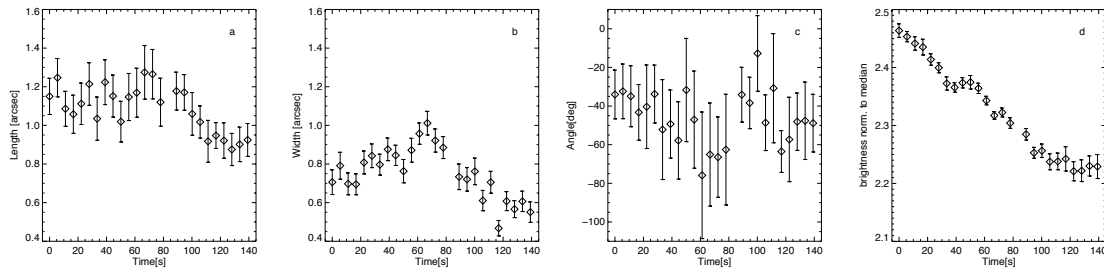 1.6
1.4
1.2
1.0
0.8
0.6
0.4
Length [arcsec]
a
0 20 40 60 80 100 120 140
Time[s]
1.6
1.4
1.2
1.0
0.8
0.6
0.4
Width [arcsec]
b
0 20 40 60 80 100 120 140
Time[s]
0
−20
−40
−60
−80
−100
Angle[deg]
c
0 20 40 60 80 100 120 140
Time[s]
2.5
2.4
2.3
2.2
2.1
brightness norm. to median
d
0 20 40 60 80 100 120 140
Time[s]